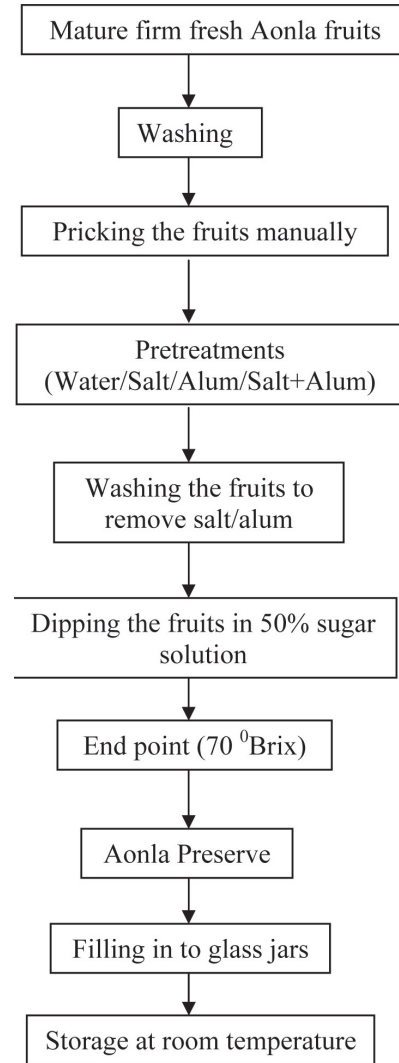 Mature firm fresh Aonla fruits
Washing
Pricking the fruits manually
Pretreatments
(Water/Salt/Alum/Salt+Alum)
Washing the fruits to
remove salt/alum
Dipping the fruits in 50% sugar
solution
End point (70 ⁰Brix)
Aonla Preserve
Filling in to glass jars
Storage at room temperature